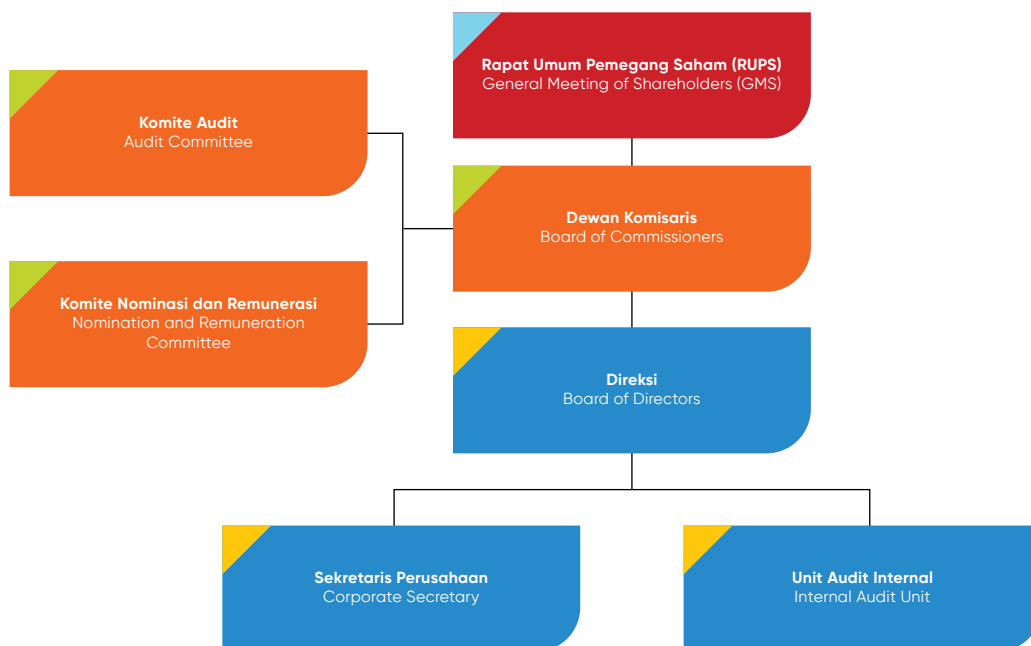 Rapat Umum Pemegang Saham (RUPS)
General Meeting of Shareholders (GMS)
Komite Audit
Audit Committee
Dewan Komisaris
Board of Commissioners
Komite Nominasi dan Remunerasi
Nomination and Remuneration
Committee
Direksi
Board of Directors
Sekretaris Perusahaan
Corporate Secretary
Unit Audit Internal
Internal Audit Unit